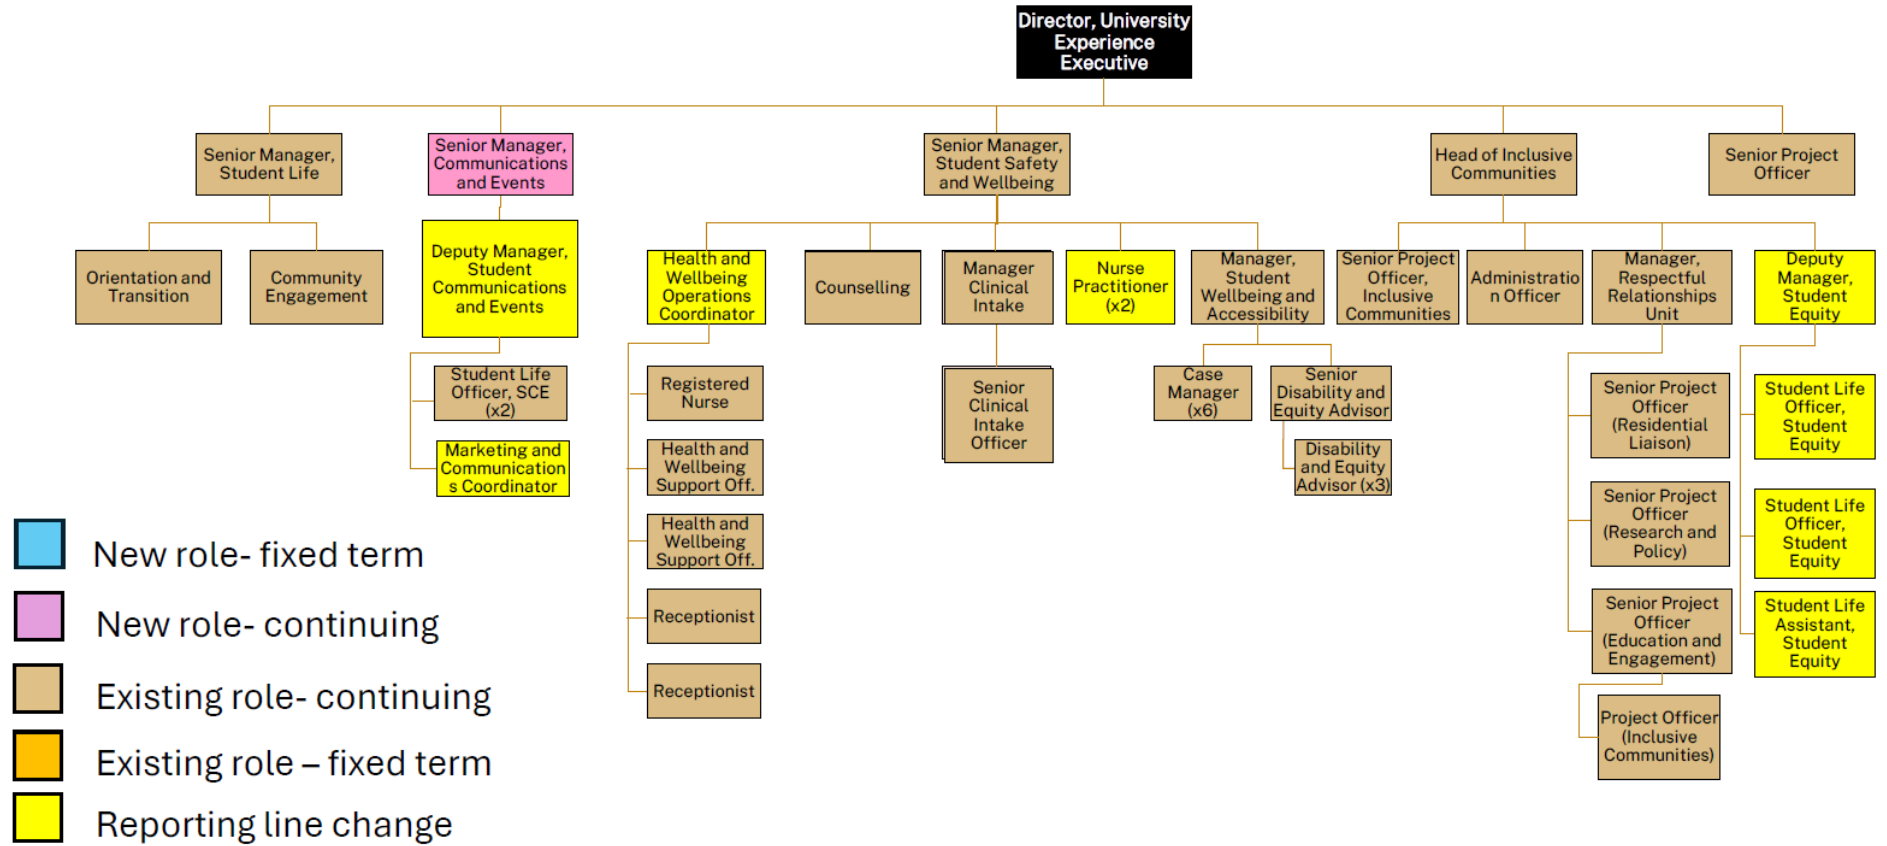 Director, University
Experience
Executive
Senior Manager,
Student Life
Senior Manager,
Communications
and Events
Senior Manager,
Student Safety
and Wellbeing
Head of Inclusive
Communities
Senior Project
Officer
Orientation and
Transition
Community
Engagement
Deputy Manager,
Student
Communications
and Events
Health and
Wellbeing
Operations
Coordinator
Counselling
Manager
Clinical
Intake
Nurse
Practitioner
(x2)
Manager,
Student
Wellbeing and
Accessibility
Senior Project
Officer,
Inclusive
Communities
Administratio
n Officer
Manager,
Respectful
Relationships
Unit
Deputy
Manager,
Student
Equity
Student Life
Officer, SCE
(x2)
Marketing and
Communication
s Coordinator
Registered
Nurse
Health and
Wellbeing
Support Off.
Health and
Wellbeing
Support Off.
Receptionist
Receptionist
Senior
Clinical
Intake
Officer
Case
Manager
(x6)
Senior
Disability and
Equity Advisor
Disability
and Equity
Advisor (x3)
Senior Project
Officer
(Residential
Liaison)
Senior Project
Officer
(Research and
Policy)
Senior Project
Officer
(Education and
Engagement)
Project Officer
(Inclusive
Communities)
Student Life
Officer,
Student
Equity
Student Life
Officer,
Student
Equity
Student Life
Assistant,
Student
Equity
New role- fixed term
New role- continuing
Existing role- continuing
Existing role – fixed term
Reporting line change